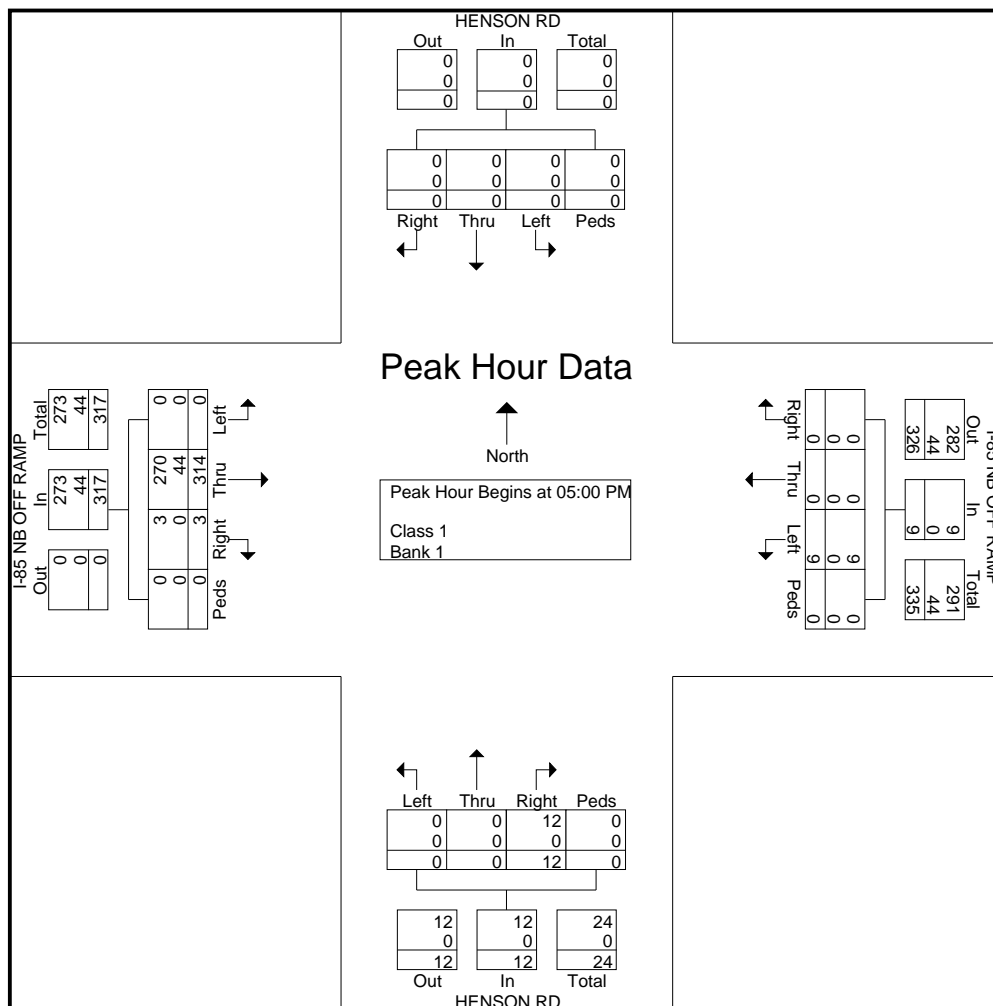 HENSON RD
Out In Total
0 0 0
0 0 0
0 0 0
0 0 0 0
0 0 0 0
0 0 0 0
Right Thru Left Peds
Peak Hour Data
North
Peak Hour Begins at 05:00 PM
Class 1
Bank 1
I-85 NB OFF RAMP
Total In Out
273 273 0
44 44 0
317 317 0
0 270 3 0
0 44 0 0
0 314 3 0
Left Thru Right Peds
Right Thru Left Peds
0 0 9 0
0 0 0 0
0 0 9 0
282 9 291
44 0 44
326 9 335
Out In Total
I-85 NB OFF RAMP
Left Thru Right Peds
0 0 12 0
0 0 0 0
0 0 12 0
12 12 24
0 0 0
12 12 24
Out In Total
HENSON RD